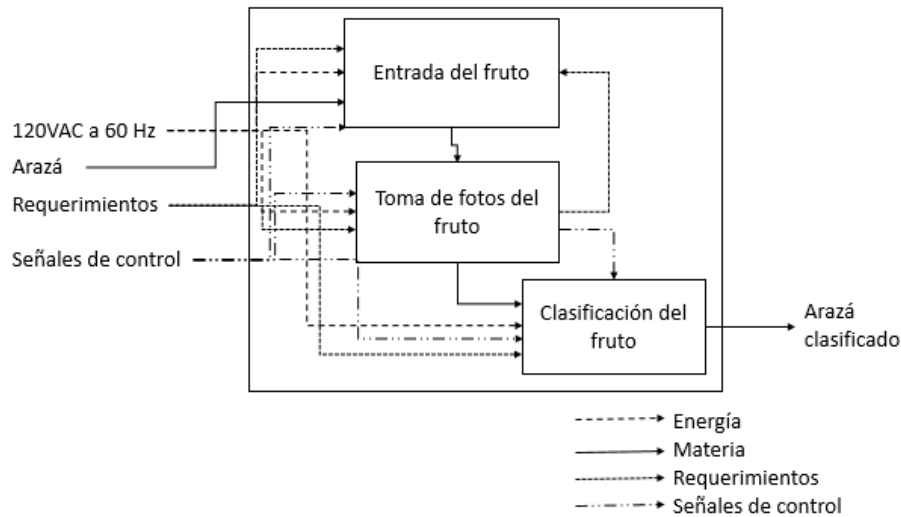 Entrada del fruto
120VAC a 60 Hz
Arazá
Requerimientos
Toma de fotos del
fruto
Señales de control
Clasificación del
fruto
Arazá
clasificado
Energía
Materia
Requerimientos
Señales de control